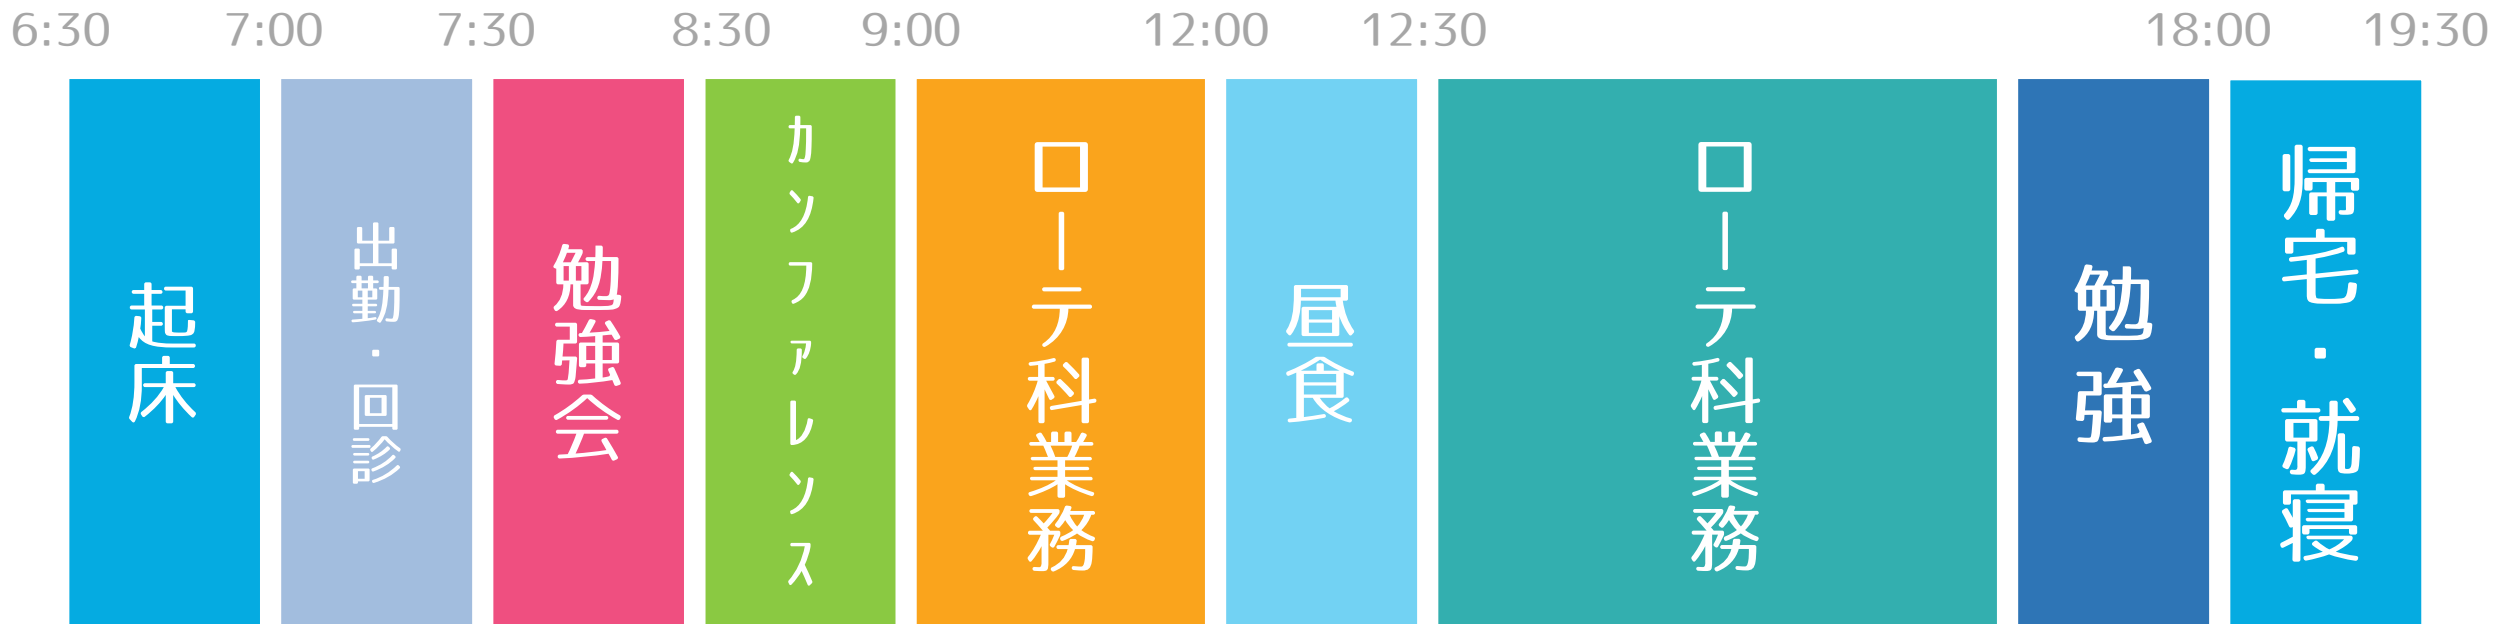 6:30
7:00
7:30
8:30
9:00
12:00
12:30
18:00
19:30
起床
出勤・回診
勉強会
カンファレンス
ローテ科業務
昼食
ローテ科業務
勉強
帰宅・就寝